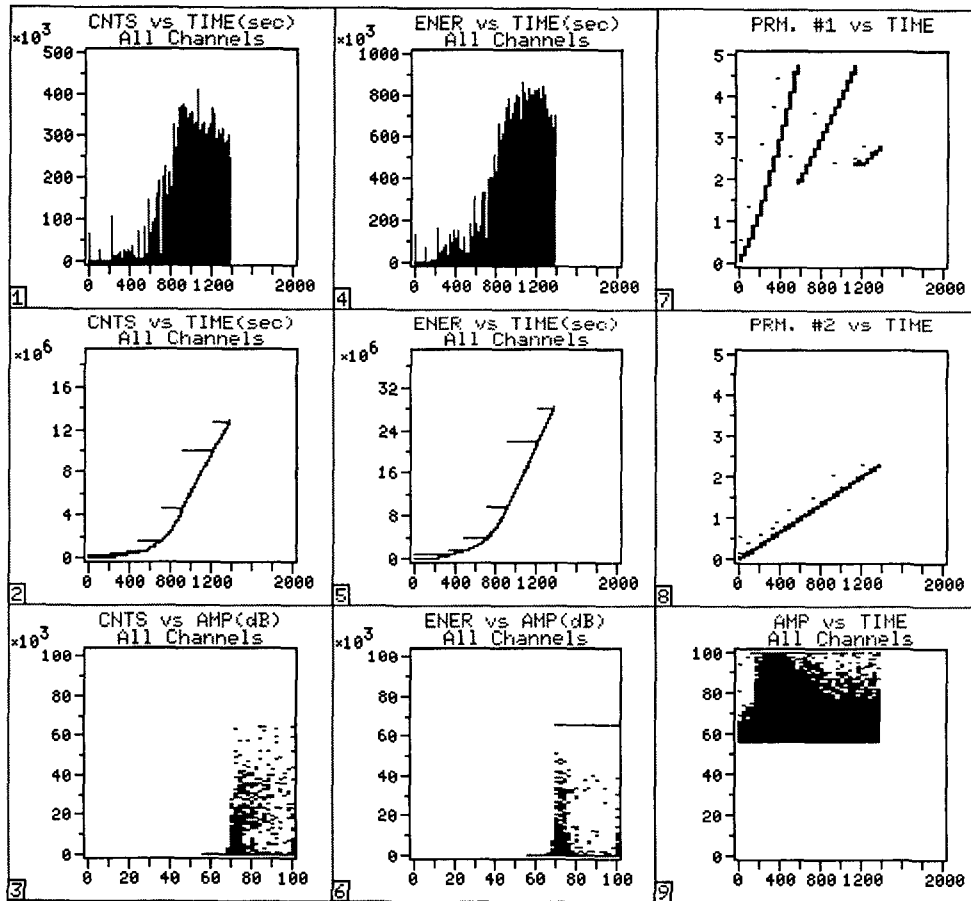 CNTS vs TIME(sec)
All Channels
×10³
500
400
300
200
100
0
0 400 800 1200 2000
1
ENER vs TIME(sec)
All Channels
×10³
1000
800
600
400
200
0
0 400 800 1200 2000
4
PRM. #1 vs TIME
5
4
3
2
1
0
0 400 800 1200 2000
7
CNTS vs TIME(sec)
All Channels
×10⁶
16
12
8
4
0
0 400 800 1200 2000
2
ENER vs TIME(sec)
All Channels
×10⁶
32
24
16
8
0
0 400 800 1200 2000
5
PRM. #2 vs TIME
5
4
3
2
1
0
0 400 800 1200 2000
8
CNTS vs AMP(dB)
All Channels
×10³
100
80
60
40
20
0
0 20 40 60 80 100
3
ENER vs AMP(dB)
All Channels
×10³
100
80
60
40
20
0
0 20 40 60 80 100
6
AMP vs TIME
All Channels
100
80
60
40
20
0
0 400 800 1200 2000
9